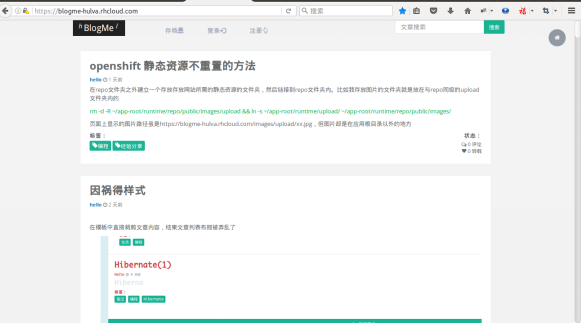 https://blogme-hulva.rhcloud.com
搜索
h BlogMe /
存档
登录
注册
文章搜索
搜索
openshift 静态资源不重置的方法
hello 1 天前
在repo文件夹之外建立一个存放存放网站所需的静态资源的文件夹，然后链接到repo文件夹内。比如我存放图片的文件夹就是放在与repo同级的upload
文件夹内的
rm -d -R ~/app-root/runtime/repo/public/images/upload && ln -s ~/app-root/runtime/upload/ ~/app-root/runtime/repo/public/images/
页面上显示的图片路径虽是https://blogme-hulva.rhcloud.com/images/upload/xx.jpg，但图片却是在应用根目录以外的地方
标签：
状态：
编程
经验分享
0 评论
0 转载
因祸得样式
hello 2 天前
在模板中直接截剪文章内容，结果文章列表布局被弄乱了
Hibernate(1)
Hiberna
标签：
编程
Hibernate